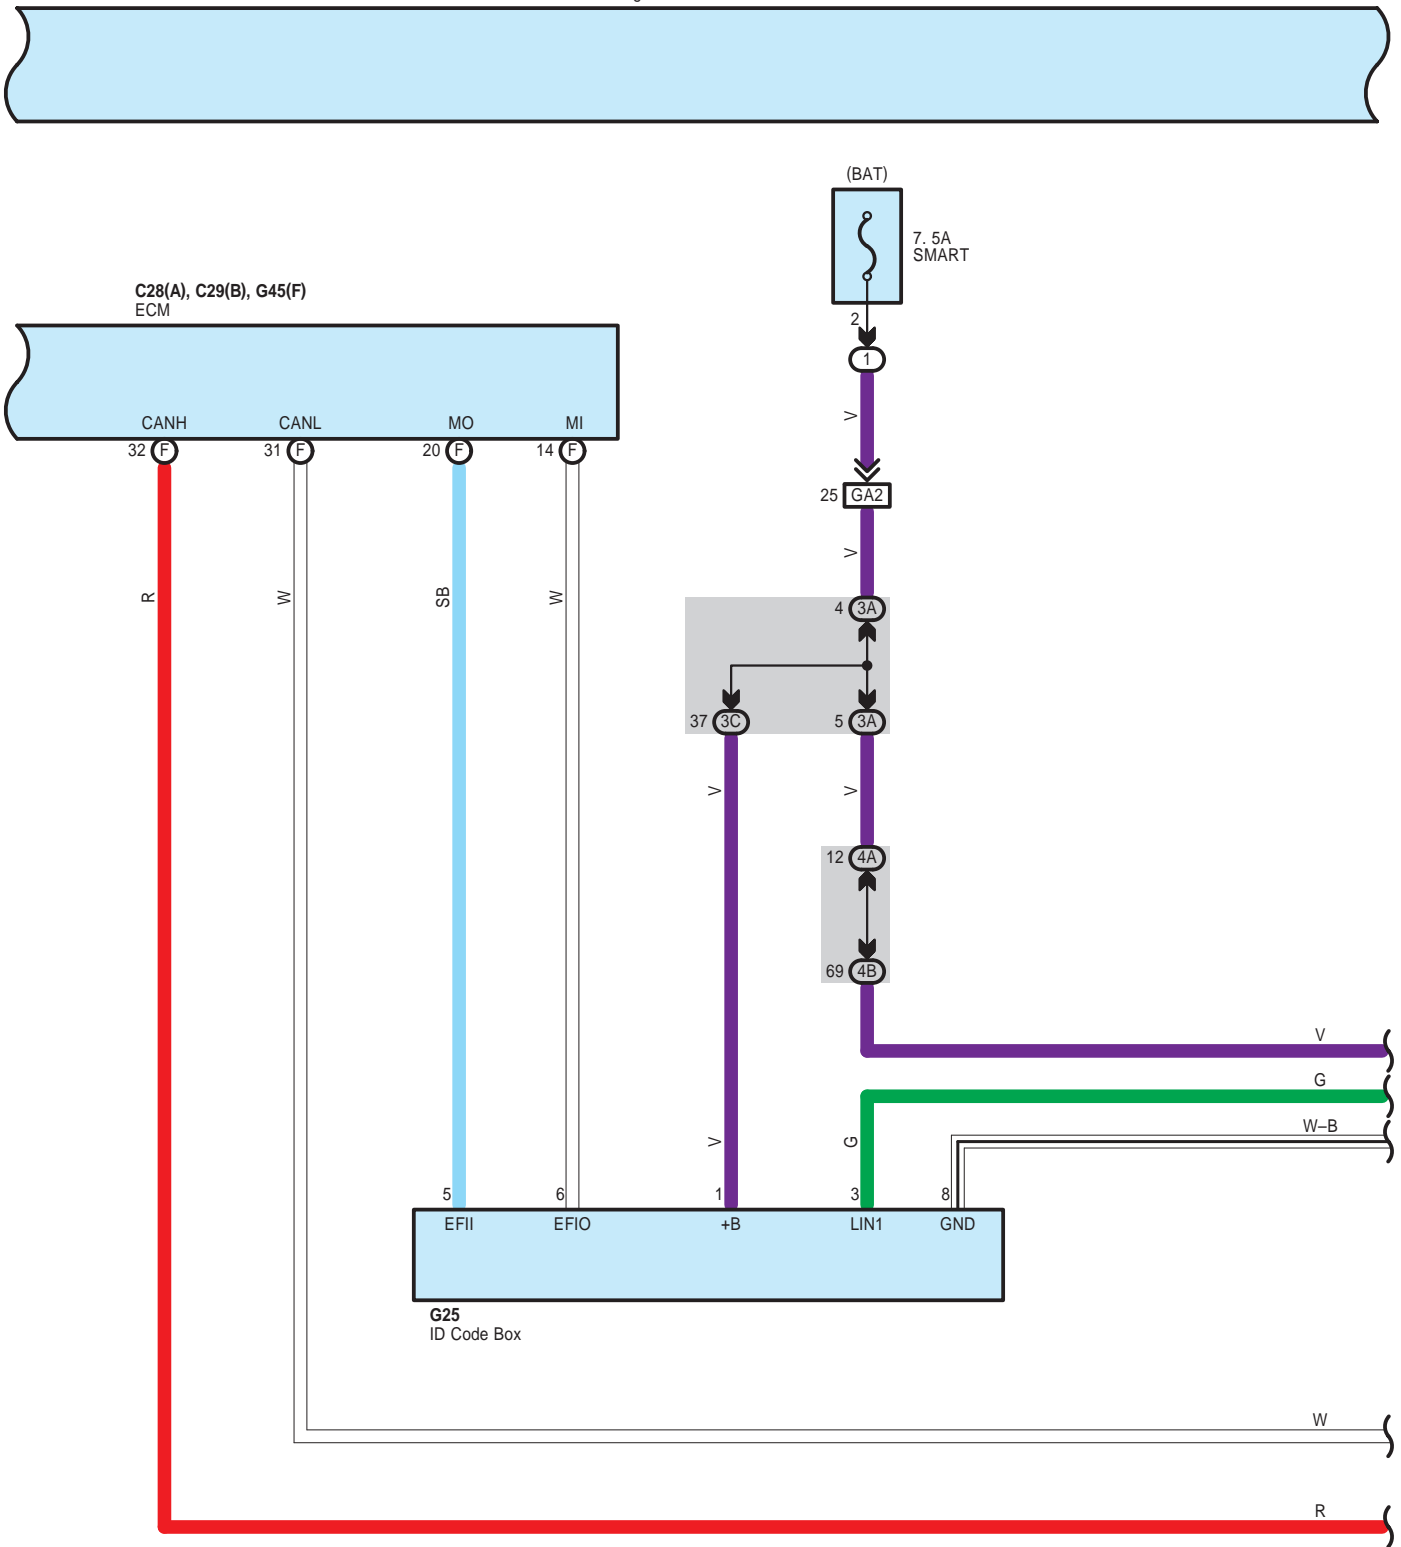 (BAT)
7. 5A
SMART
2
1
C28(A), C29(B), G45(F)
ECM
CANH
CANL
MO
MI
32 F
31 F
20 F
14 F
V
25 GA2
V
R
W
SB
W
4 3A
37 3C
5 3A
V
V
12 4A
69 4B
V
G
W–B
V
G
5
6
1
3
8
EFII
EFIO
+B
LIN1
GND
G25
ID Code Box
W
R